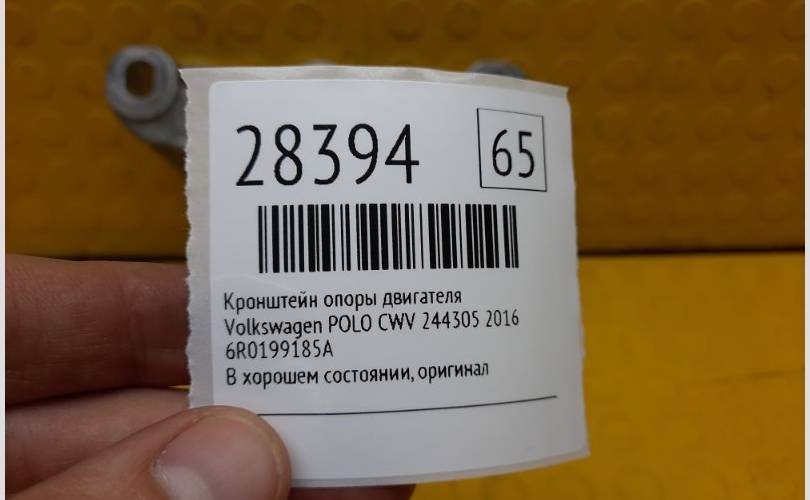 28394 65
Кронштейн опоры двигателя
Volkswagen POLO CWV 244305 2016
6R0199185A
В хорошем состоянии, оригинал